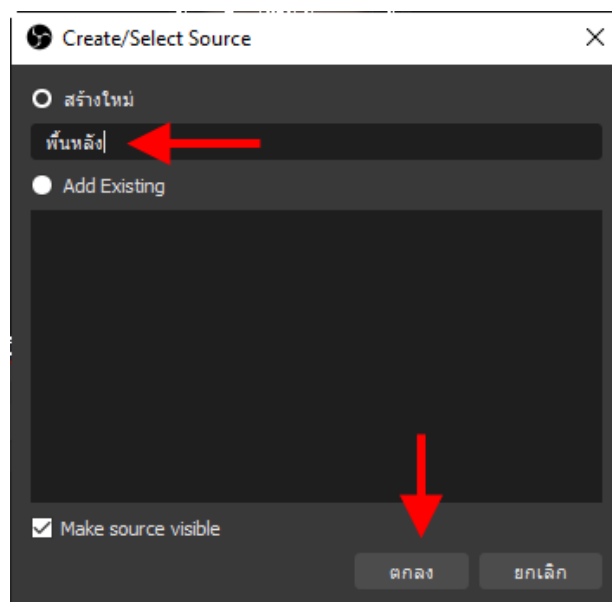 Create/Select Source
สร้างใหม่
พื้นหลัง
Add Existing
Make source visible
ตกลง
ยกเลิก